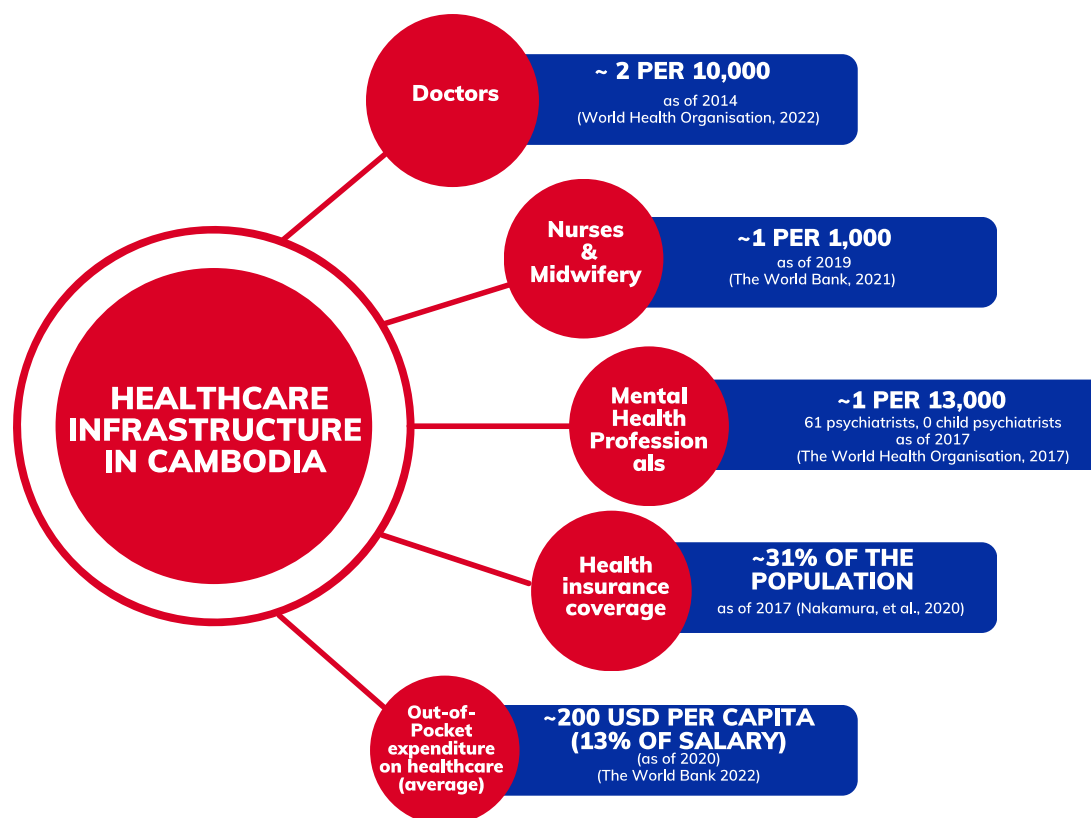 HEALTHCARE
INFRASTRUCTURE
IN CAMBODIA
Doctors
~ 2 PER 10,000
as of 2014
(World Health Organisation, 2022)
Nurses
&
Midwifery
~1 PER 1,000
as of 2019
(The World Bank, 2021)
Mental
Health
Profession
als
~1 PER 13,000
61 psychiatrists, 0 child psychiatrists
as of 2017
(The World Health Organisation, 2017)
Health
insurance
coverage
~31% OF THE
POPULATION
as of 2017 (Nakamura, et al., 2020)
Out-of-
Pocket
expenditure
on healthcare
(average)
~200 USD PER CAPITA
(13% OF SALARY)
(as of 2020)
(The World Bank 2022)